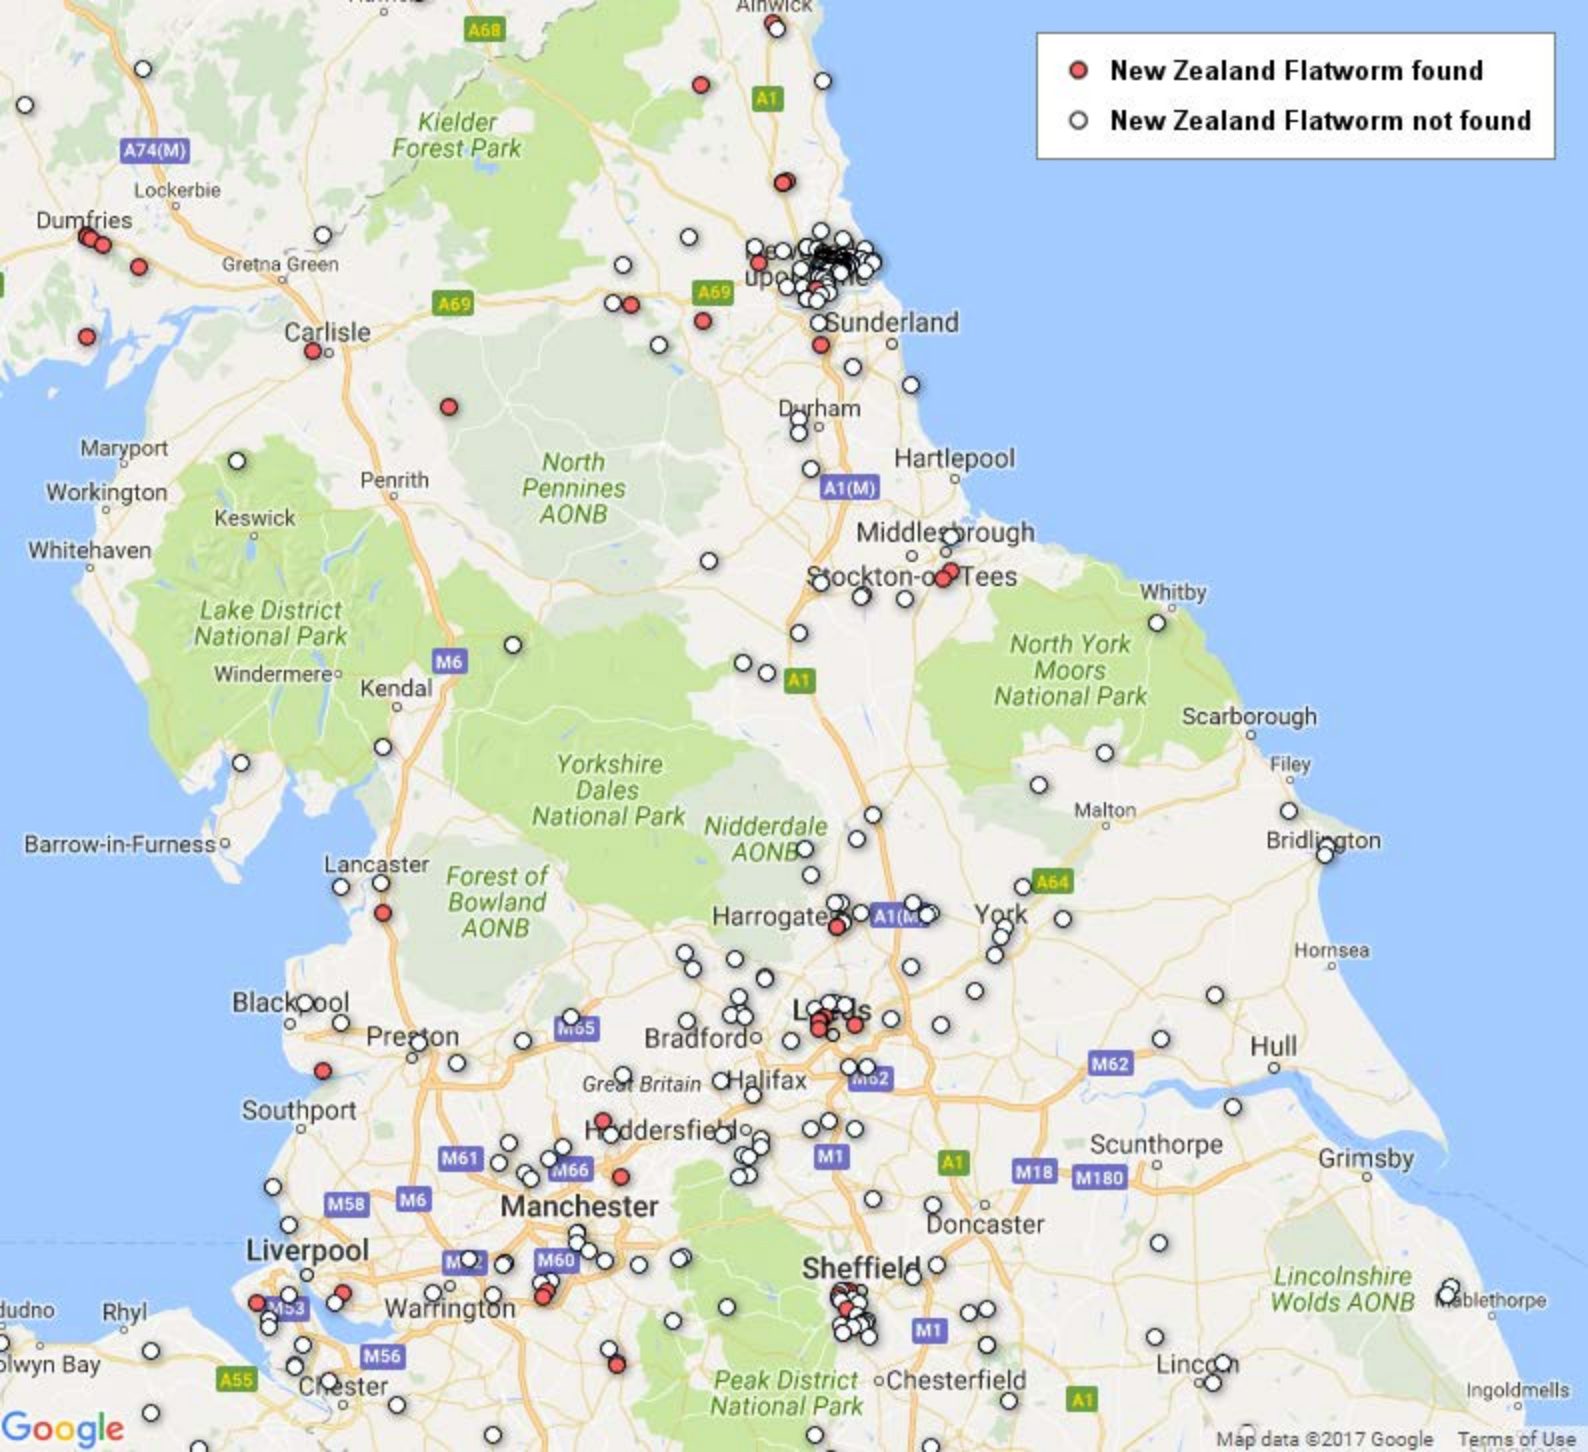 Alnwick
A68
New Zealand Flatworm found
A1
New Zealand Flatworm not found
Kielder
Forest Park
A74(M)
Lockerbie
Dumfries
Gretna Green
A69
A69
Carlisle
Sunderland
Durham
Maryport
North
Pennines
AONB
Hartlepool
Penrith
A1(M)
Workington
Keswick
Middlesbrough
Whitehaven
Stockton-on-Tees
Whitby
Lake District
National Park
North York
Moors
National Park
M6
Windermere
A1
Kendal
Scarborough
Filey
Yorkshire
Dales
National Park
Malton
Nidderdale
AONB
Bridlington
Barrow-in-Furness
Lancaster
Forest of
Bowland
AONB
A64
Harrogate
A1(M)
York
Hornsea
Blackpool
Leeds
M65
Preston
Bradford
Hull
M62
Great Britain
Halifax
M62
Southport
Huddersfield
Scunthorpe
M61
M66
M1
A1
M18
M180
Grimsby
M58
M6
Manchester
Doncaster
Liverpool
M60
Sheffield
Lincolnshire
Wolds AONB
Mablethorpe
dudno
Rhyl
M53
Warrington
M1
olwyn Bay
M56
Lincoln
A55
Chester
Peak District
National Park
Chesterfield
A1
Ingoldmells
Google
Map data ©2017 Google
Terms of Use